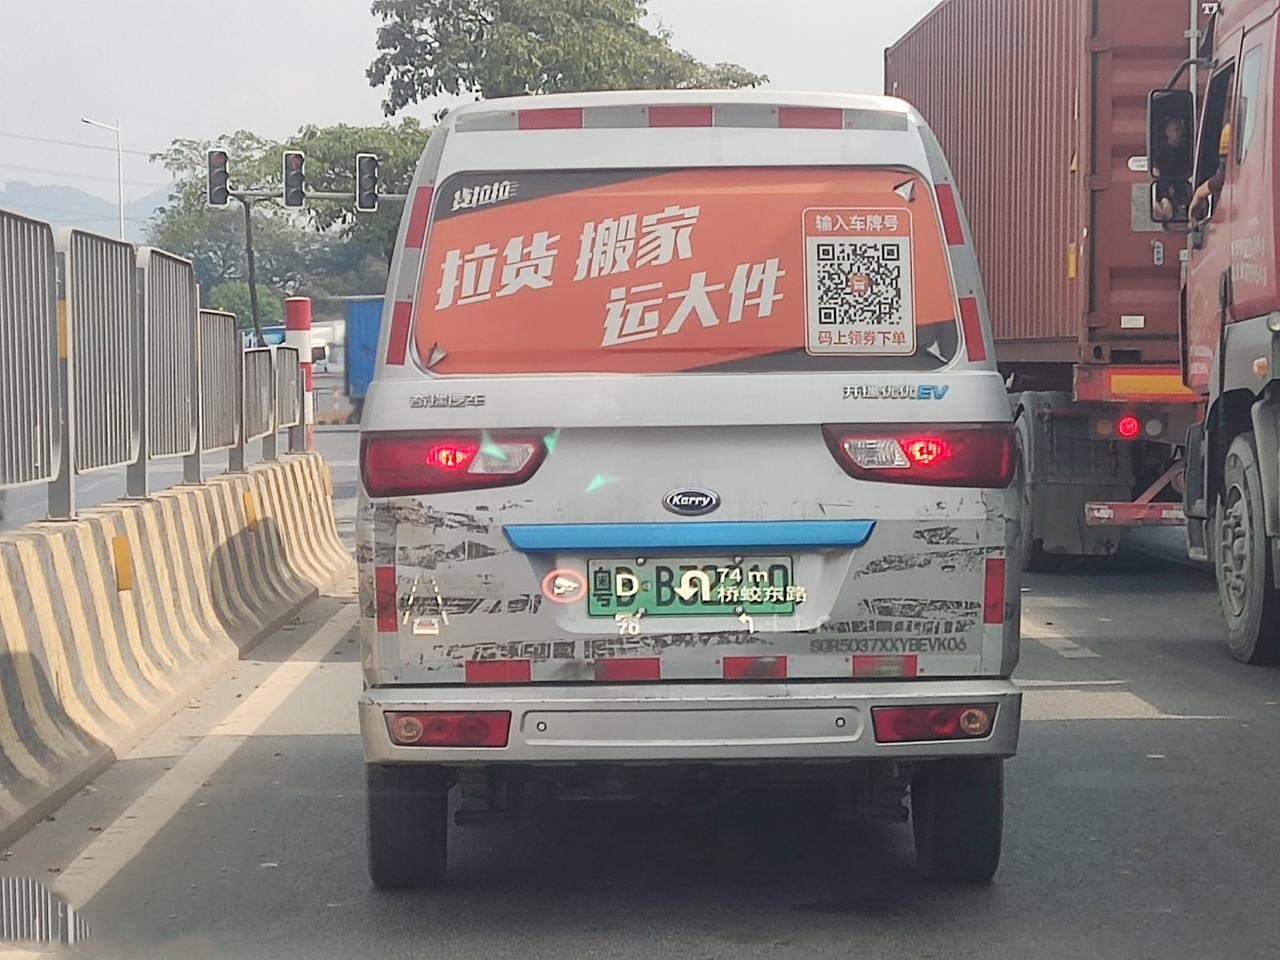 货拉拉
拉货 搬家
运大件
输入车牌号
码上领券下单
奇瑞汽车
开瑞优优EV
Karry
粤
D
74 m
桥蛟东路
70
SQR5037XXYBEVK06